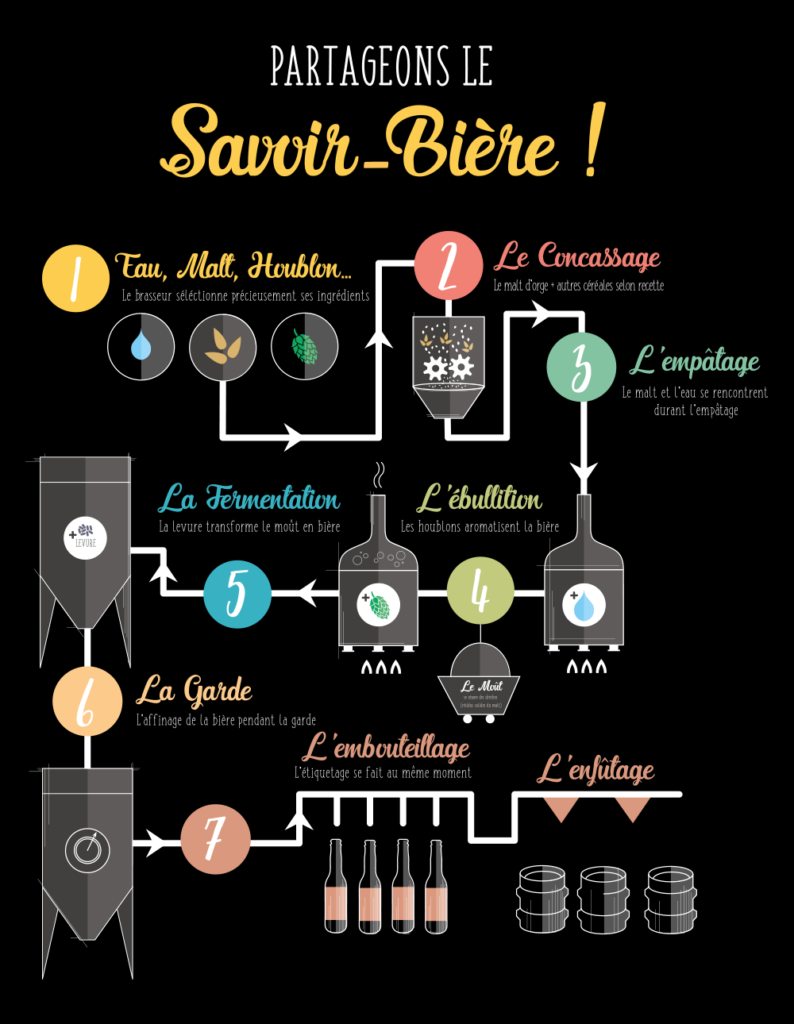 PARTAGEONS LE
Savoir-Bière !
1
Eau, Malt, Houblon...
Le brasseur séléctionne précieusement ses ingrédients
2
Le Concassage
Le malt d'orge + autres céréales selon recette
3
L'empâtage
Le malt et l'eau se rencontrent
durant l'empâtage
La Fermentation
La levure transforme le moût en bière
L'ébullition
Les houblons aromatisent la bière
+
LEVURE
5
+
4
+
Le Moût
6
La Garde
L'affinage de la bière pendant la garde
L'embouteillage
L'étiquetage se fait au même moment
L'enfûtage
7